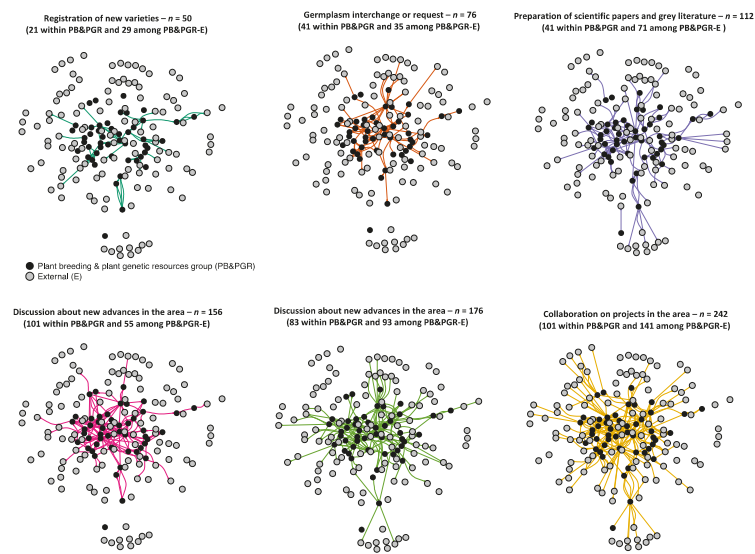 Registration of new varieties – n = 50
(21 within PB&PGR and 29 among PB&PGR-E)
Germplasm interchange or request – n = 76
(41 within PB&PGR and 35 among PB&PGR-E)
Preparation of scientific papers and grey literature – n = 112
(41 within PB&PGR and 71 among PB&PGR-E )
Plant breeding & plant genetic resources group (PB&PGR)
External (E)
Discussion about new advances in the area – n = 156
(101 within PB&PGR and 55 among PB&PGR-E)
Discussion about new advances in the area – n = 176
(83 within PB&PGR and 93 among PB&PGR-E)
Collaboration on projects in the area – n = 242
(101 within PB&PGR and 141 among PB&PGR-E)